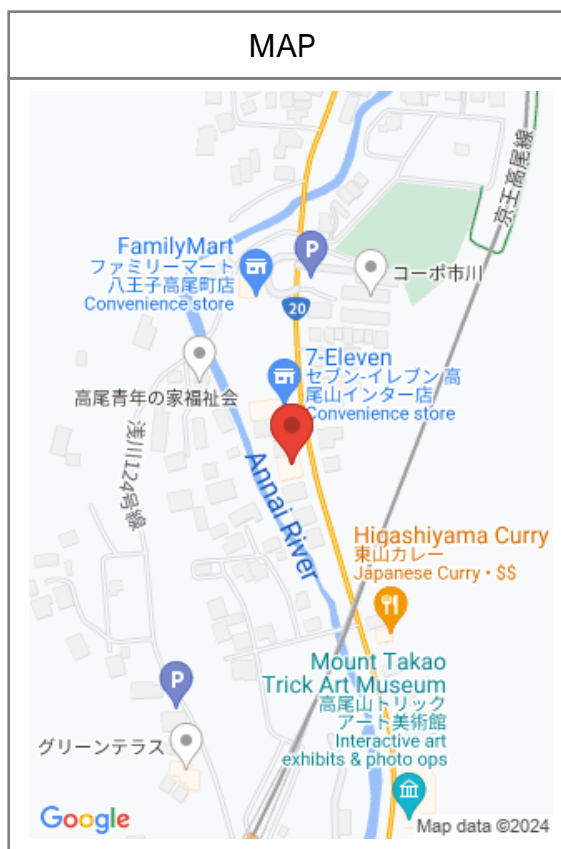 MAP
京王高尾線
FamilyMart
ファミリーマート
八王子高尾町店
Convenience store
P
コーポ市川
20
7-Eleven
セブン-イレブン 高
尾山インター店
Convenience store
高尾青年の家福祉会
浅川124号線
Annai River
Higashiyama Curry
東山カレー
Japanese Curry • $$
Mount Takao
Trick Art Museum
高尾山トリック
アート美術館
Interactive art
exhibits & photo ops
P
グリーンテラス
Google
Map data ©2024